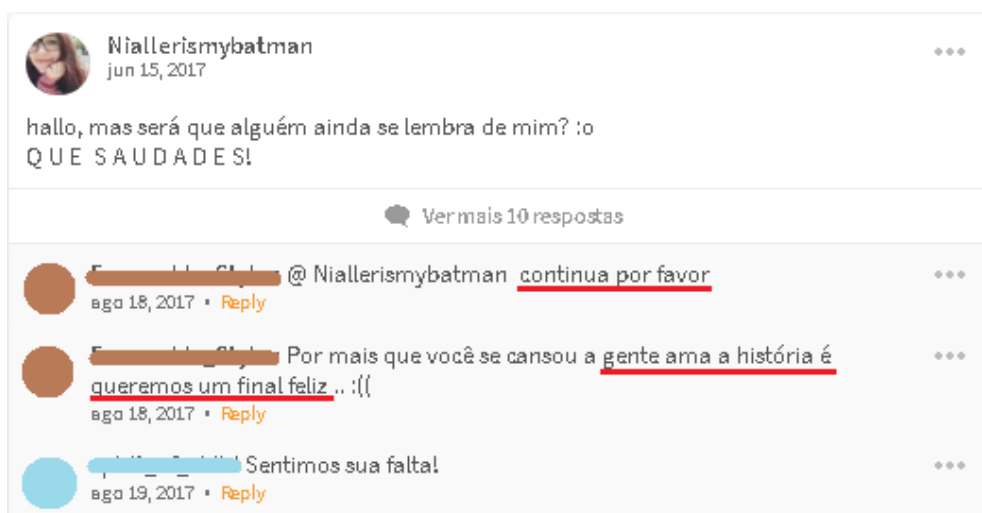 Niallerismybatman
jun 15, 2017
hallo, mas será que alguém ainda se lembra de mim? :o
Q U E S A U D A D E S!
Ver mais 10 respostas
@ Niallerismybatman continua por favor
ago 18, 2017 • Reply
Por mais que você se cansou a gente ama a história é
queremos um final feliz .. :((
ago 18, 2017 • Reply
Sentimos sua falta!
ago 19, 2017 • Reply